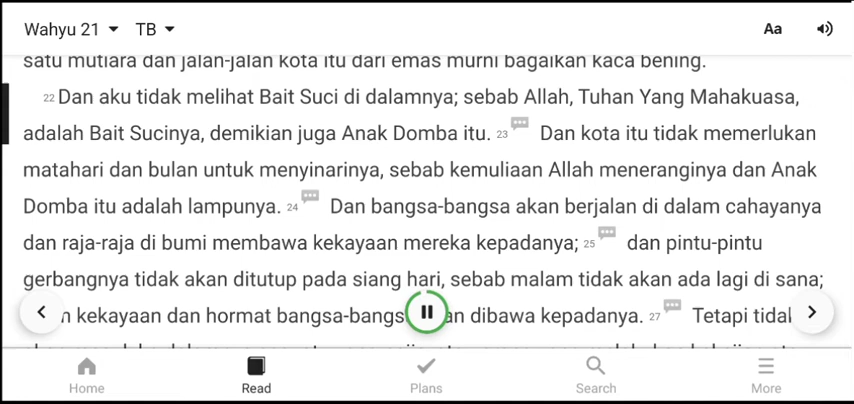 Wahyu 21 TB Aa
satu mutiara dan jalan-jalan kota itu dari emas murni bagaikan kaca bening.
22 Dan aku tidak melihat Bait Suci di dalamnya; sebab Allah, Tuhan Yang Mahakuasa,
adalah Bait Sucinya, demikian juga Anak Domba itu. 23 Dan kota itu tidak memerlukan
matahari dan bulan untuk menyinarinya, sebab kemuliaan Allah meneranginya dan Anak
Domba itu adalah lampunya. 24 Dan bangsa-bangsa akan berjalan di dalam cahayanya
dan raja-raja di bumi membawa kekayaan mereka kepadanya; 25 dan pintu-pintu
gerbangnya tidak akan ditutup pada siang hari, sebab malam tidak akan ada lagi di sana;
kekayaan dan hormat dibawa kepadanya. 27 Tetapi
Home Read Plans Search More